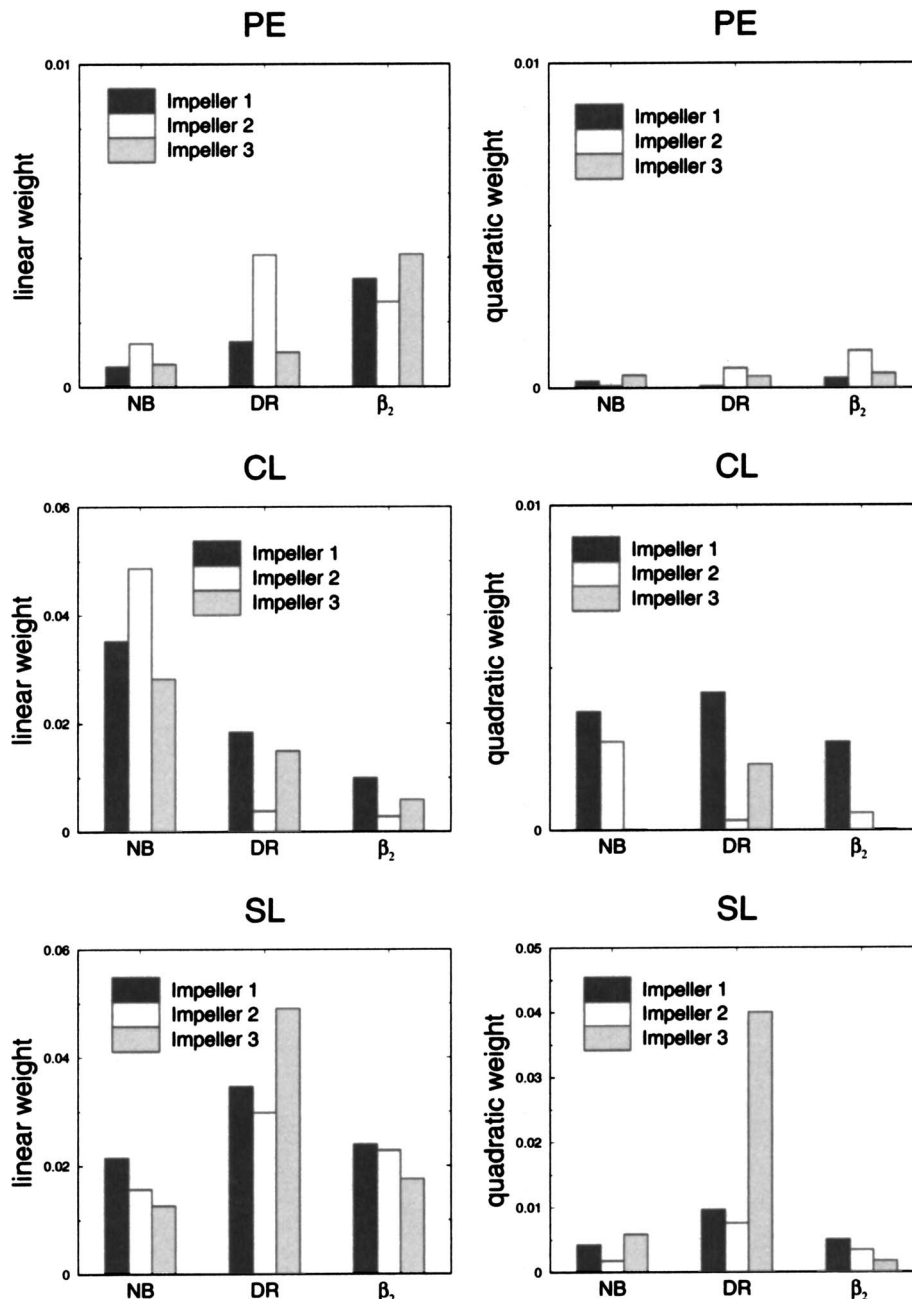 PE
0.01
Impeller 1
Impeller 2
Impeller 3
linear weight
0
NB DR β₂
PE
0.01
Impeller 1
Impeller 2
Impeller 3
quadratic weight
0
NB DR β₂
CL
0.06
Impeller 1
Impeller 2
Impeller 3
0.04
linear weight
0.02
0
NB DR β₂
CL
0.01
Impeller 1
Impeller 2
Impeller 3
quadratic weight
0
NB DR β₂
SL
0.06
Impeller 1
Impeller 2
Impeller 3
0.04
linear weight
0.02
0
NB DR β₂
SL
0.05
Impeller 1
Impeller 2
0.04
Impeller 3
0.03
quadratic weight
0.02
0.01
0
NB DR β₂